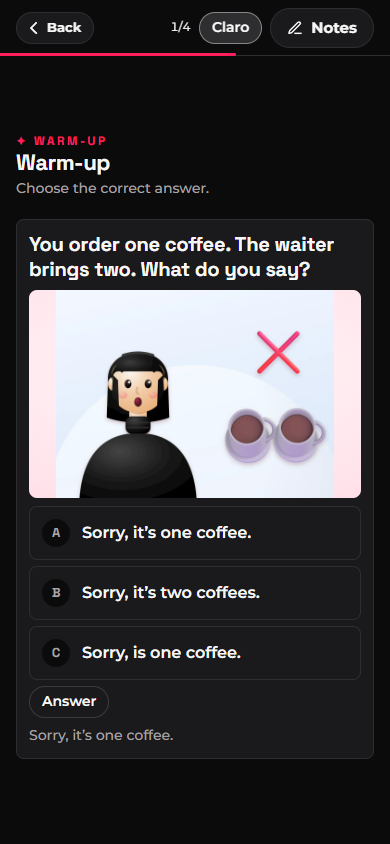 Back
1/4
Claro
Notes
WARM-UP
Warm-up
Choose the correct answer.
You order one coffee. The waiter
brings two. What do you say?
A
Sorry, it’s one coffee.
B
Sorry, it’s two coffees.
C
Sorry, is one coffee.
Answer
Sorry, it’s one coffee.